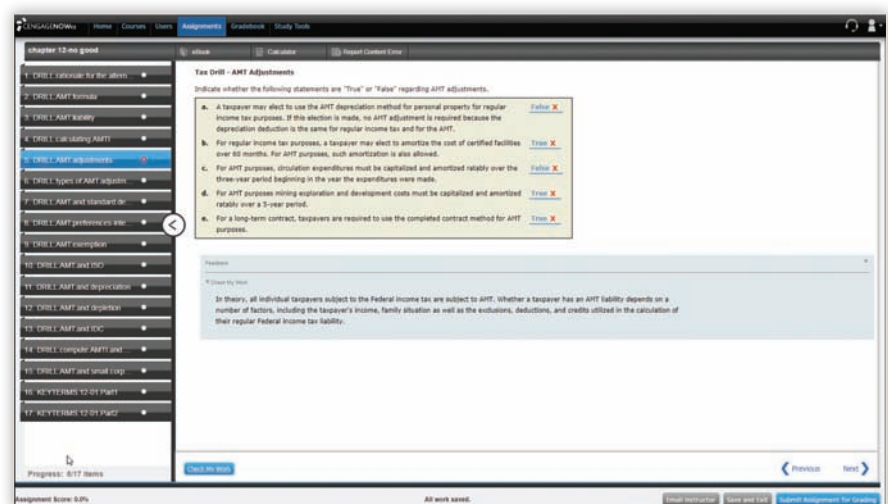 CENGAGENOWv2 Home Courses Users Assignments Gradebook Study Tools
chapter 12-no good
eBook Calculator Report Content Error
1. DRILL.rationale for the altern...
2. DRILL.AMT formula
3. DRILL.AMT liability
4. DRILL.calculating AMTI
5. DRILL.AMT adjustments
6. DRILL.types of AMT adjustm...
7. DRILL.AMT and standard de...
8. DRILL.AMT preferences inte...
9. DRILL.AMT exemption
10. DRILL.AMT and ISO
11. DRILL.AMT and depreciation
12. DRILL.AMT and depletion
13. DRILL.AMT and IDC
14. DRILL.compute AMTI and ...
15. DRILL.AMT and small corp...
16. KEYTERMS.12-01.Part1
17. KEYTERMS.12-01.Part2
Progress: 8/17 items
Tax Drill - AMT Adjustments
Indicate whether the following statements are "True" or "False" regarding AMT adjustments.
a. A taxpayer may elect to use the AMT depreciation method for personal property for regular False X
income tax purposes. If this election is made, no AMT adjustment is required because the
depreciation deduction is the same for regular income tax and for the AMT.
b. For regular income tax purposes, a taxpayer may elect to amortize the cost of certified facilities True X
over 60 months. For AMT purposes, such amortization is also allowed.
c. For AMT purposes, circulation expenditures must be capitalized and amortized ratably over the False X
three-year period beginning in the year the expenditures were made.
d. For AMT purposes mining exploration and development costs must be capitalized and amortized True X
ratably over a 5-year period.
e. For a long-term contract, taxpayers are required to use the completed contract method for AMT True X
purposes.
Feedback
Check My Work
In theory, all individual taxpayers subject to the Federal income tax are subject to AMT. Whether a taxpayer has an AMT liability depends on a
number of factors, including the taxpayer's income, family situation as well as the exclusions, deductions, and credits utilized in the calculation of
their regular Federal income tax liability.
Check My Work
Previous Next
Assignment Score: 0.0% All work saved. Email Instructor Save and Exit Submit Assignment for Grading